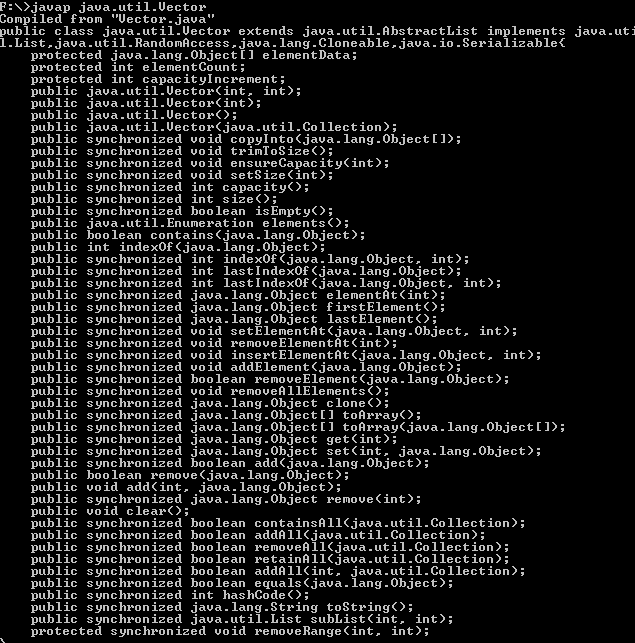 F:\>javap java.util.Vector
Compiled from "Vector.java"
public class java.util.Vector extends java.util.AbstractList implements java.uti
l.List,java.util.RandomAccess,java.lang.Cloneable,java.io.Serializable{
    protected java.lang.Object[] elementData;
    protected int elementCount;
    protected int capacityIncrement;
    public java.util.Vector(int, int);
    public java.util.Vector(int);
    public java.util.Vector();
    public java.util.Vector(java.util.Collection);
    public synchronized void copyInto(java.lang.Object[]);
    public synchronized void trimToSize();
    public synchronized void ensureCapacity(int);
    public synchronized void setSize(int);
    public synchronized int capacity();
    public synchronized int size();
    public synchronized boolean isEmpty();
    public java.util.Enumeration elements();
    public boolean contains(java.lang.Object);
    public int indexOf(java.lang.Object);
    public synchronized int indexOf(java.lang.Object, int);
    public synchronized int lastIndexOf(java.lang.Object);
    public synchronized int lastIndexOf(java.lang.Object, int);
    public synchronized java.lang.Object elementAt(int);
    public synchronized java.lang.Object firstElement();
    public synchronized java.lang.Object lastElement();
    public synchronized void setElementAt(java.lang.Object, int);
    public synchronized void removeElementAt(int);
    public synchronized void insertElementAt(java.lang.Object, int);
    public synchronized void addElement(java.lang.Object);
    public synchronized boolean removeElement(java.lang.Object);
    public synchronized void removeAllElements();
    public synchronized java.lang.Object clone();
    public synchronized java.lang.Object[] toArray();
    public synchronized java.lang.Object[] toArray(java.lang.Object[]);
    public synchronized java.lang.Object get(int);
    public synchronized java.lang.Object set(int, java.lang.Object);
    public synchronized boolean add(java.lang.Object);
    public boolean remove(java.lang.Object);
    public void add(int, java.lang.Object);
    public synchronized java.lang.Object remove(int);
    public void clear();
    public synchronized boolean containsAll(java.util.Collection);
    public synchronized boolean addAll(java.util.Collection);
    public synchronized boolean removeAll(java.util.Collection);
    public synchronized boolean retainAll(java.util.Collection);
    public synchronized boolean addAll(int, java.util.Collection);
    public synchronized boolean equals(java.lang.Object);
    public synchronized int hashCode();
    public synchronized java.lang.String toString();
    public synchronized java.util.List subList(int, int);
    protected synchronized void removeRange(int, int);